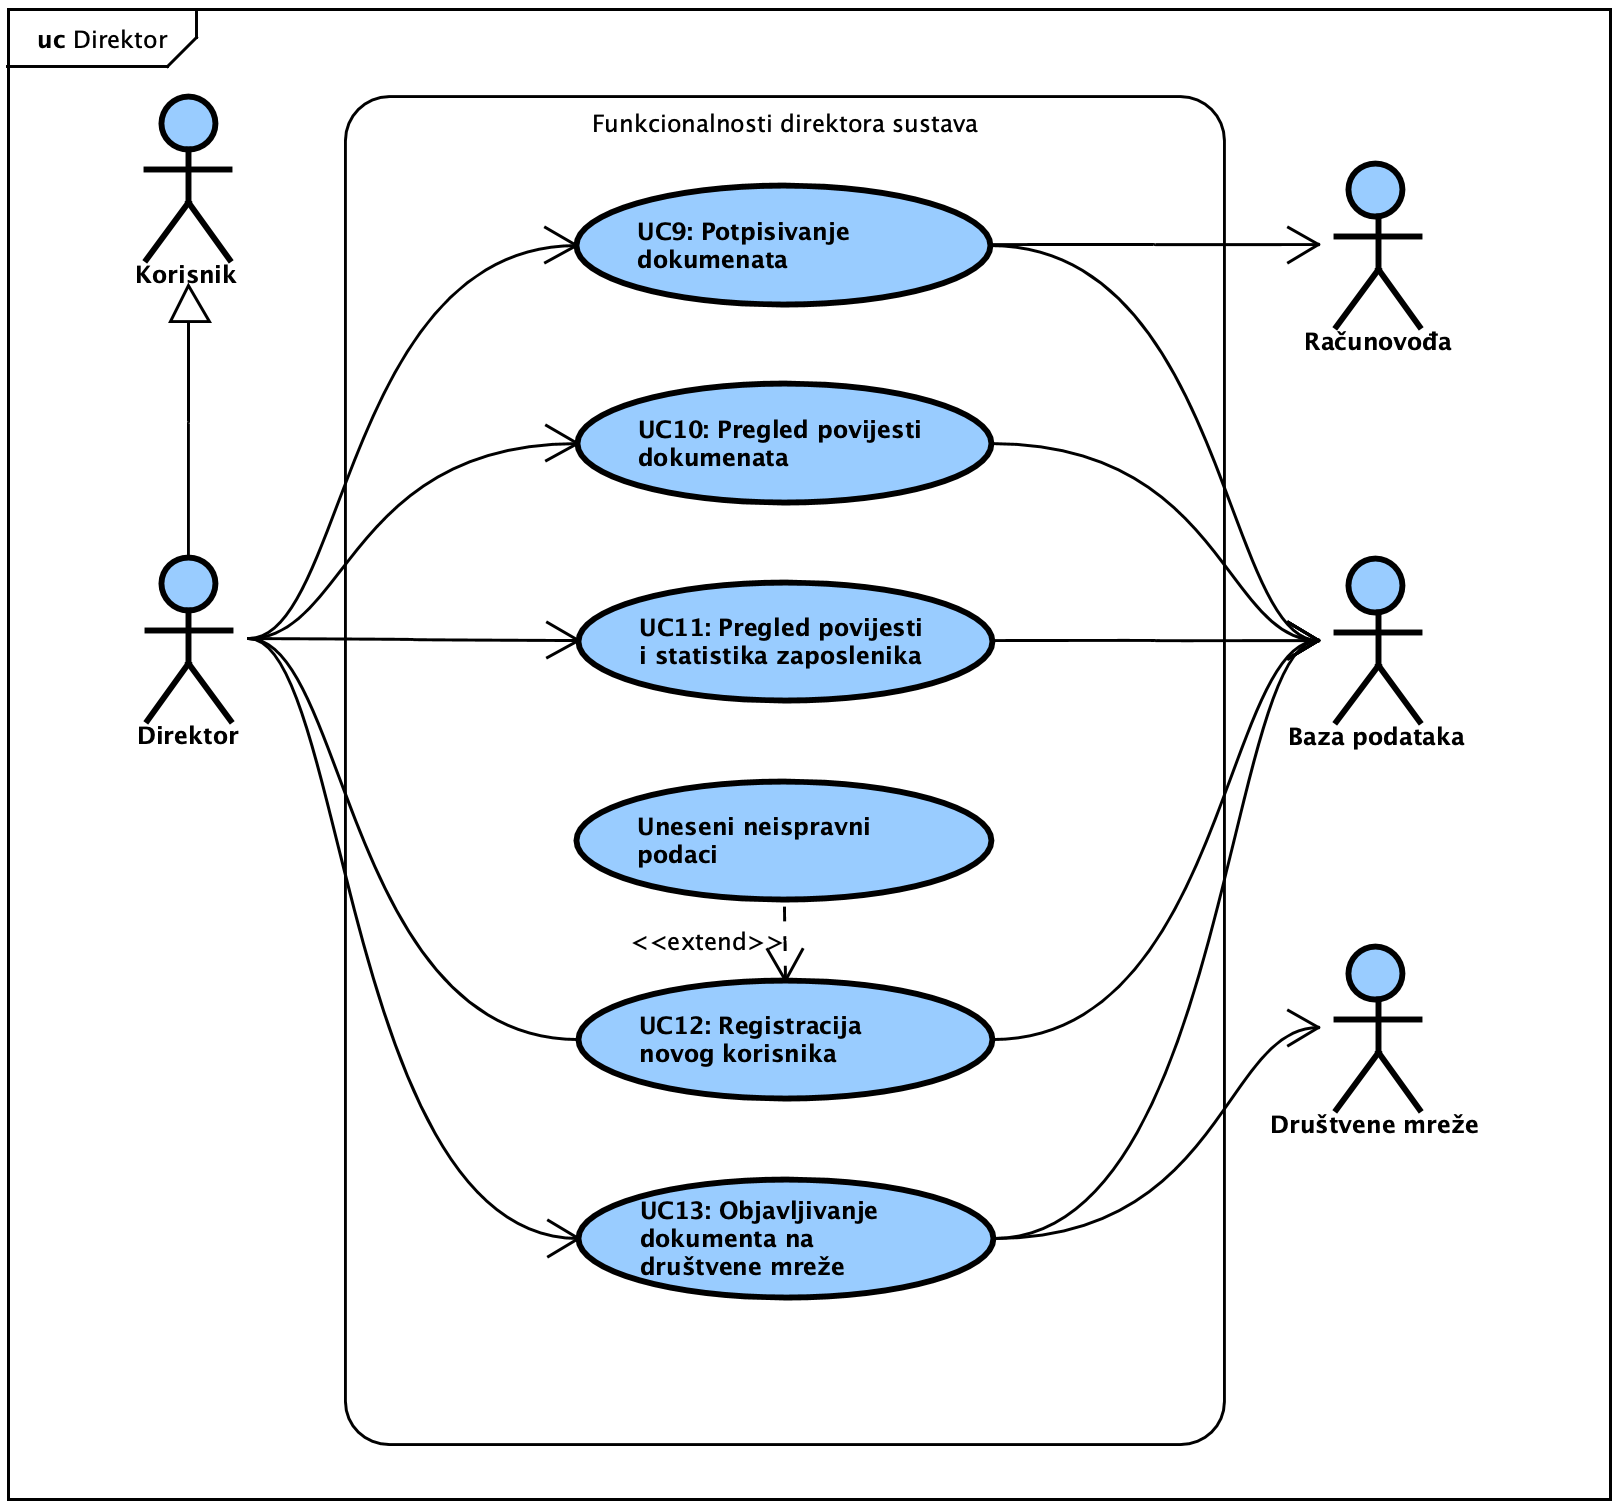 uc Direktor
Funkcionalnosti direktora sustava
Korisnik
UC9: Potpisivanje
dokumenata
Računovođa
UC10: Pregled povijesti
dokumenata
UC11: Pregled povijesti
i statistika zaposlenika
Direktor
Baza podataka
Uneseni neispravni
podaci
<<extend>>
UC12: Registracija
novog korisnika
Društvene mreže
UC13: Objavljivanje
dokumenta na
društvene mreže